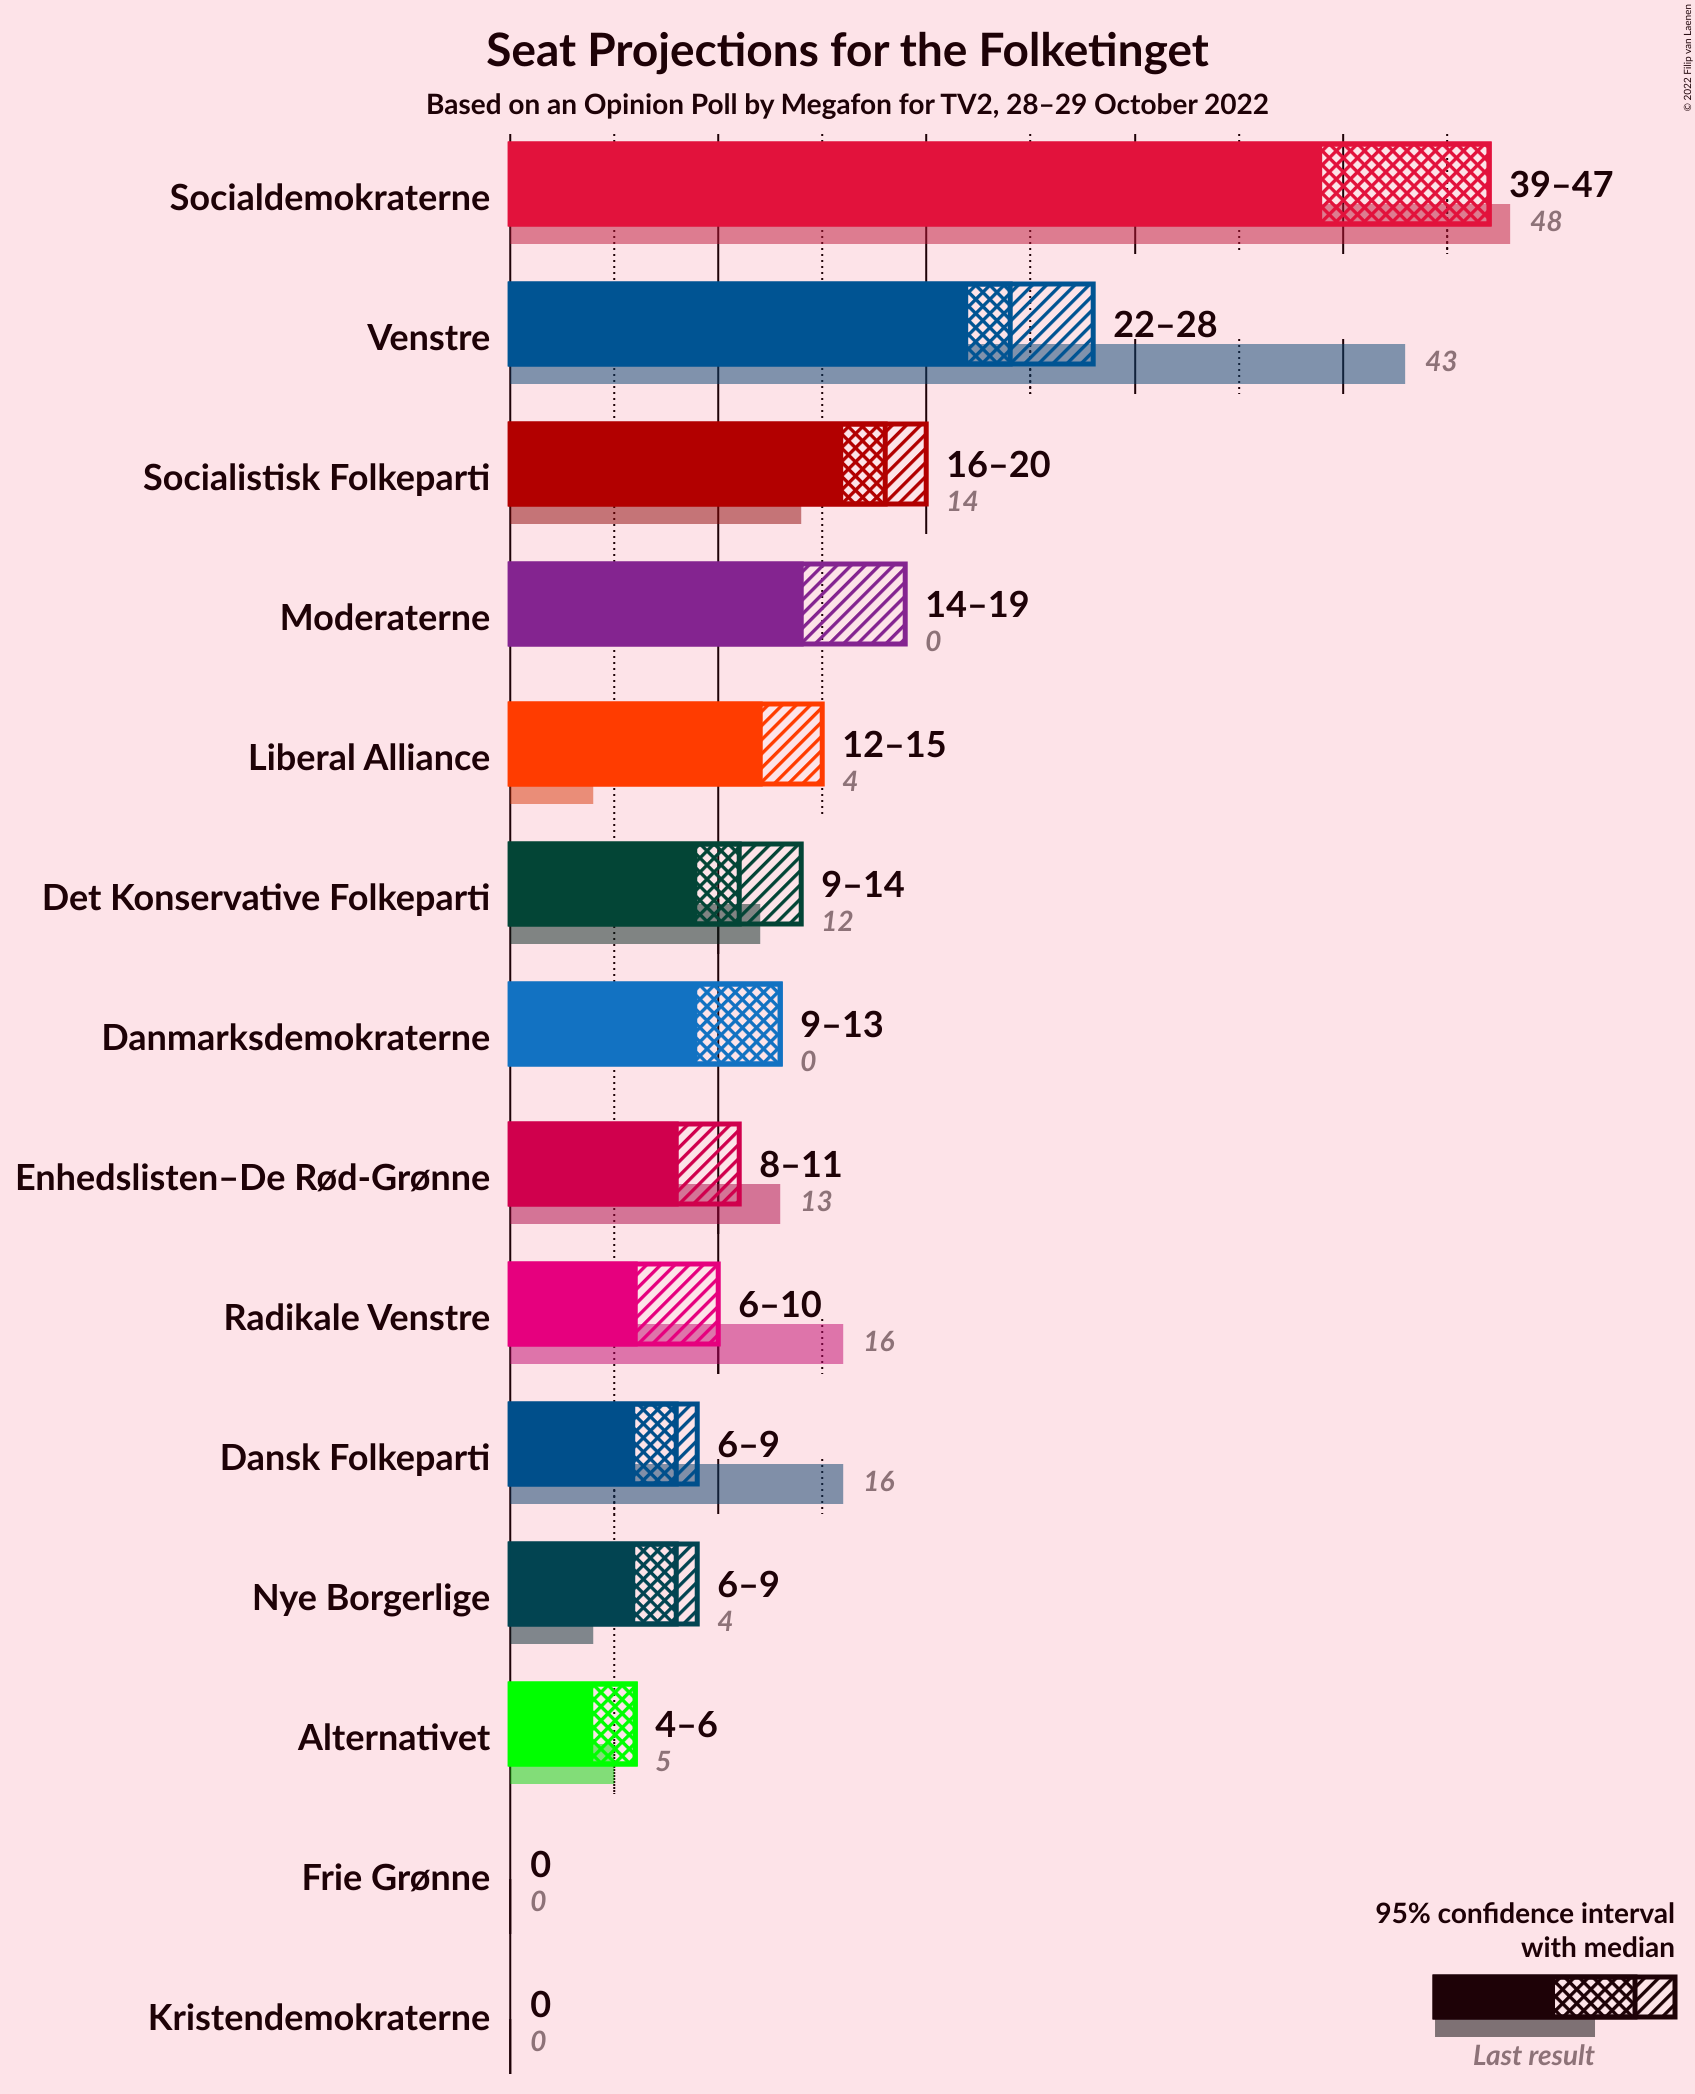 Seat Projections for the Folketinget
Based on an Opinion Poll by Megafon for TV2, 28–29 October 2022
© 2022 Filip van Laenen
Socialdemokraterne
39–47
48
Venstre
22–28
43
Socialistisk Folkeparti
16–20
14
Moderaterne
14–19
0
Liberal Alliance
12–15
4
Det Konservative Folkeparti
9–14
12
Danmarksdemokraterne
9–13
0
Enhedslisten–De Rød-Grønne
8–11
13
Radikale Venstre
6–10
16
Dansk Folkeparti
6–9
16
Nye Borgerlige
6–9
4
Alternativet
4–6
5
Frie Grønne
0
0
Kristendemokraterne
0
0
95% confidence interval
with median
Last result